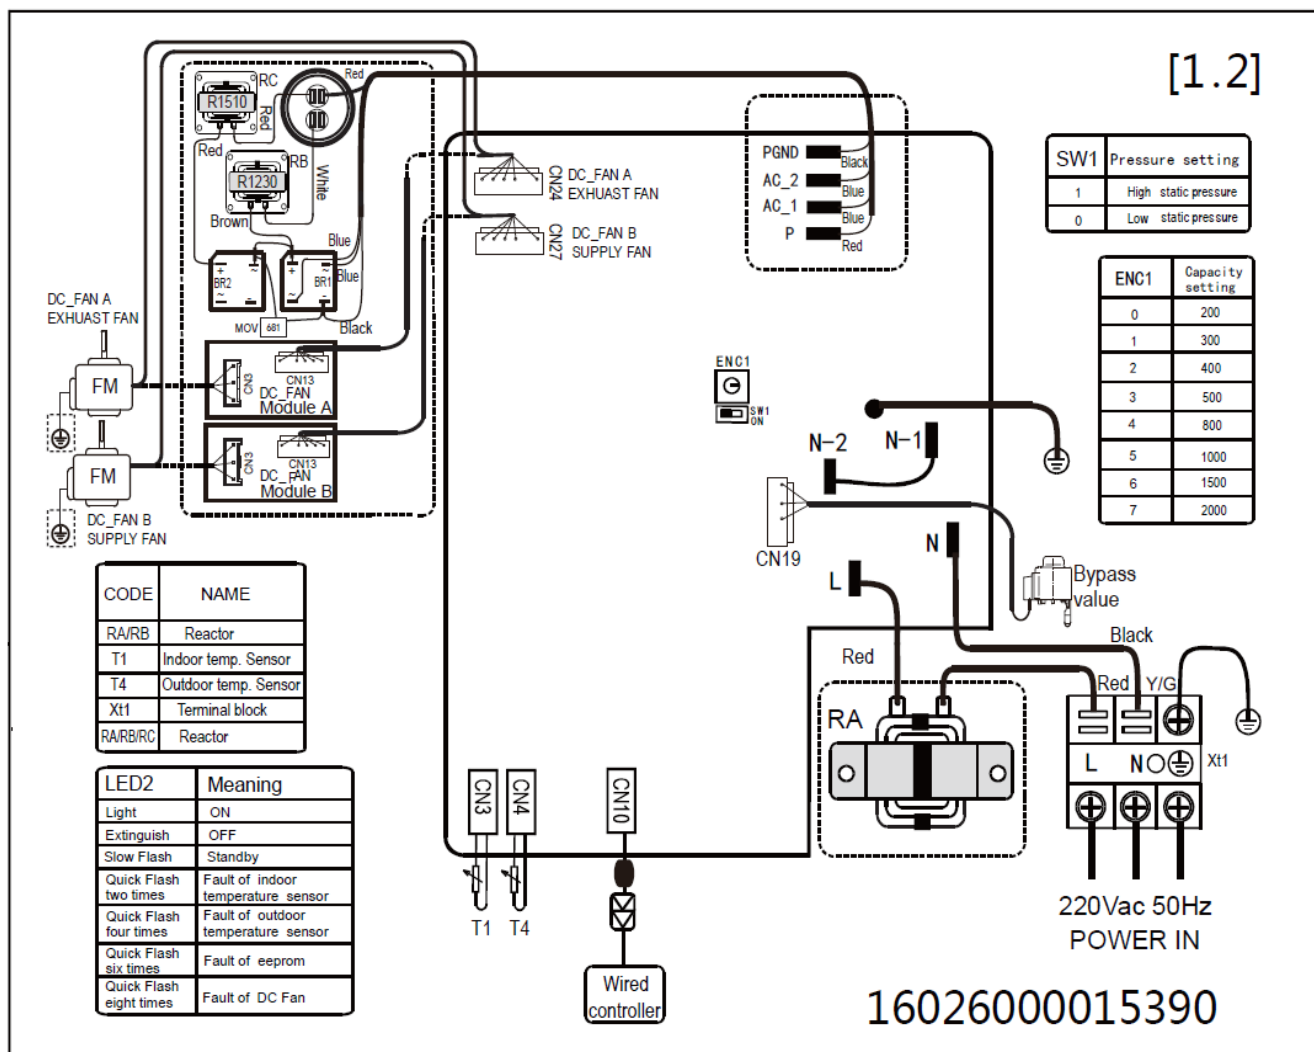 [1.2]
RC
R1510
Red
Red
Red
RB
R1230
White
Brown
Blue
Blue
BR2
BR1
+
~
+
~
~
-
~
-
MOV
681
Black
CN24
DC_FAN A
EXHUAST FAN
CN27
DC_FAN B
SUPPLY FAN
PGND
Black
AC_2
Blue
AC_1
Blue
P
Red
SW1 Pressure setting
1 High static pressure
0 Low static pressure
ENC1 Capacity setting
0 200
1 300
2 400
3 500
4 800
5 1000
6 1500
7 2000
DC_FAN A
EXHUAST FAN
FM
CN3
CN13
DC_FAN
Module A
FM
CN3
CN13
DC_FAN
Module B
DC_FAN B
SUPPLY FAN
ENC1
SW1
ON
N-2
N-1
CN19
N
L
Bypass
value
Black
Red
Red
Y/G
RA
L
N
Xt1
220Vac 50Hz
POWER IN
CODE NAME
RA/RB Reactor
T1 Indoor temp. Sensor
T4 Outdoor temp. Sensor
Xt1 Terminal block
RA/RB/RC Reactor
LED2 Meaning
Light ON
Extinguish OFF
Slow Flash Standby
Quick Flash two times Fault of indoor temperature sensor
Quick Flash four times Fault of outdoor temperature sensor
Quick Flash six times Fault of eeprom
Quick Flash eight times Fault of DC Fan
CN3
CN4
CN10
T1
T4
Wired
controller
16026000015390